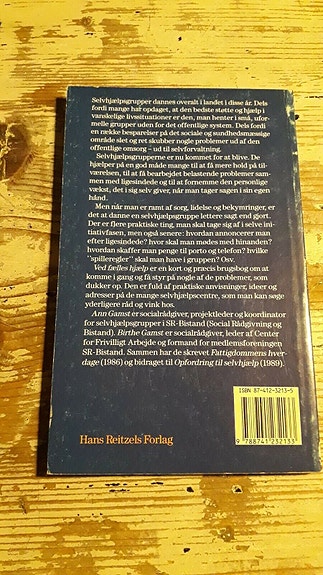 Selvhjælpsgrupper dannes overalt i landet i disse år. Dels
fordi mange har opdaget, at den bedste støtte og hjælp i
vanskelige livssituationer er den, man henter i små, ufor-
melle grupper uden for det offentlige system. Dels fordi
en række besparelser på det sociale og sundhedsmæssige
område slet og ret skubber nogle problemer ud af den
offentlige omsorg – ud til selvforvaltning.
Selvhjælpsgrupperne er nu kommet for at blive. De
hjælper på en god måde mange til at få mere hold på til-
værelsen, til at få bearbejdet belastende problemer sam-
men med ligesindede og til at fornemme den personlige
vækst, det i sig selv giver, når man tager sagen i sin egen
hånd.
Men når man er ramt af sorg, lidelse og bekymringer, er
det at danne en selvhjælpsgruppe lettere sagt end gjort.
Der er flere praktiske ting, man skal tage sig af i selve ini-
tiativfasen, men også senere: hvordan annoncerer man
efter ligesindede? hvor skal man mødes med hinanden?
hvordan skaffer man penge til porto og telefon? hvilke
"spilleregler" skal man have i gruppen? Osv.
Ved fælles hjælp er en kort og præcis brugsbog om at
komme i gang og få styr på nogle af de problemer, som
dukker op. Den er fuld af praktiske anvisninger, ideer og
adresser på de mange selvhjælpscentre, som man kan søge
yderligere råd og vink hos.
Ann Gamst er socialrådgiver, projektleder og koordinator
for selvhjælpsgrupper i SR-Bistand (Social Rådgivning og
Bistand). Birthe Gamst er socialrådgiver, leder af Center
for Frivilligt Arbejde og formand for medlemsforeningen
SR-Bistand. Sammen har de skrevet Fattigdommens hver-
dage (1986) og bidraget til Opfordring til selvhjælp (1989).
ISBN 87-412-3213-5
Hans Reitzels Forlag
9 788741 232133